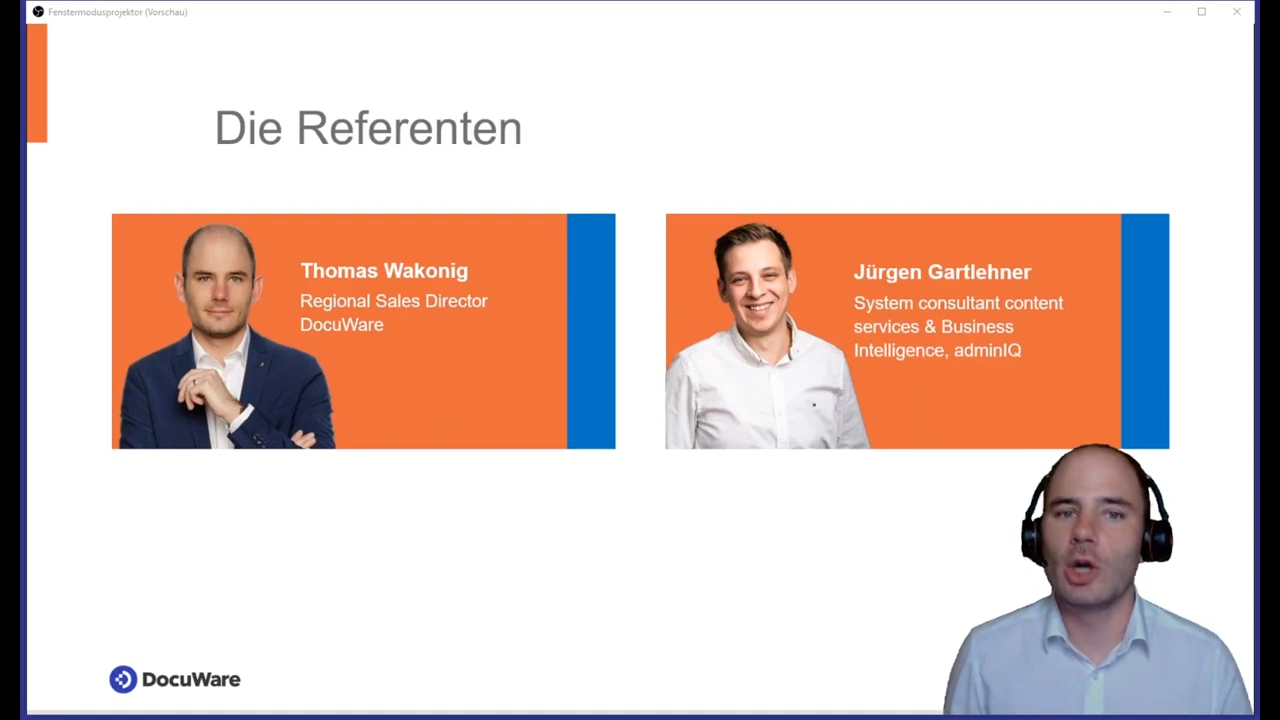 Fenstermodusprojektor (Vorschau)
Die Referenten
Thomas Wakonig
Regional Sales Director
DocuWare
Jürgen Gartlehner
System consultant content
services & Business
Intelligence, adminIQ
DocuWare